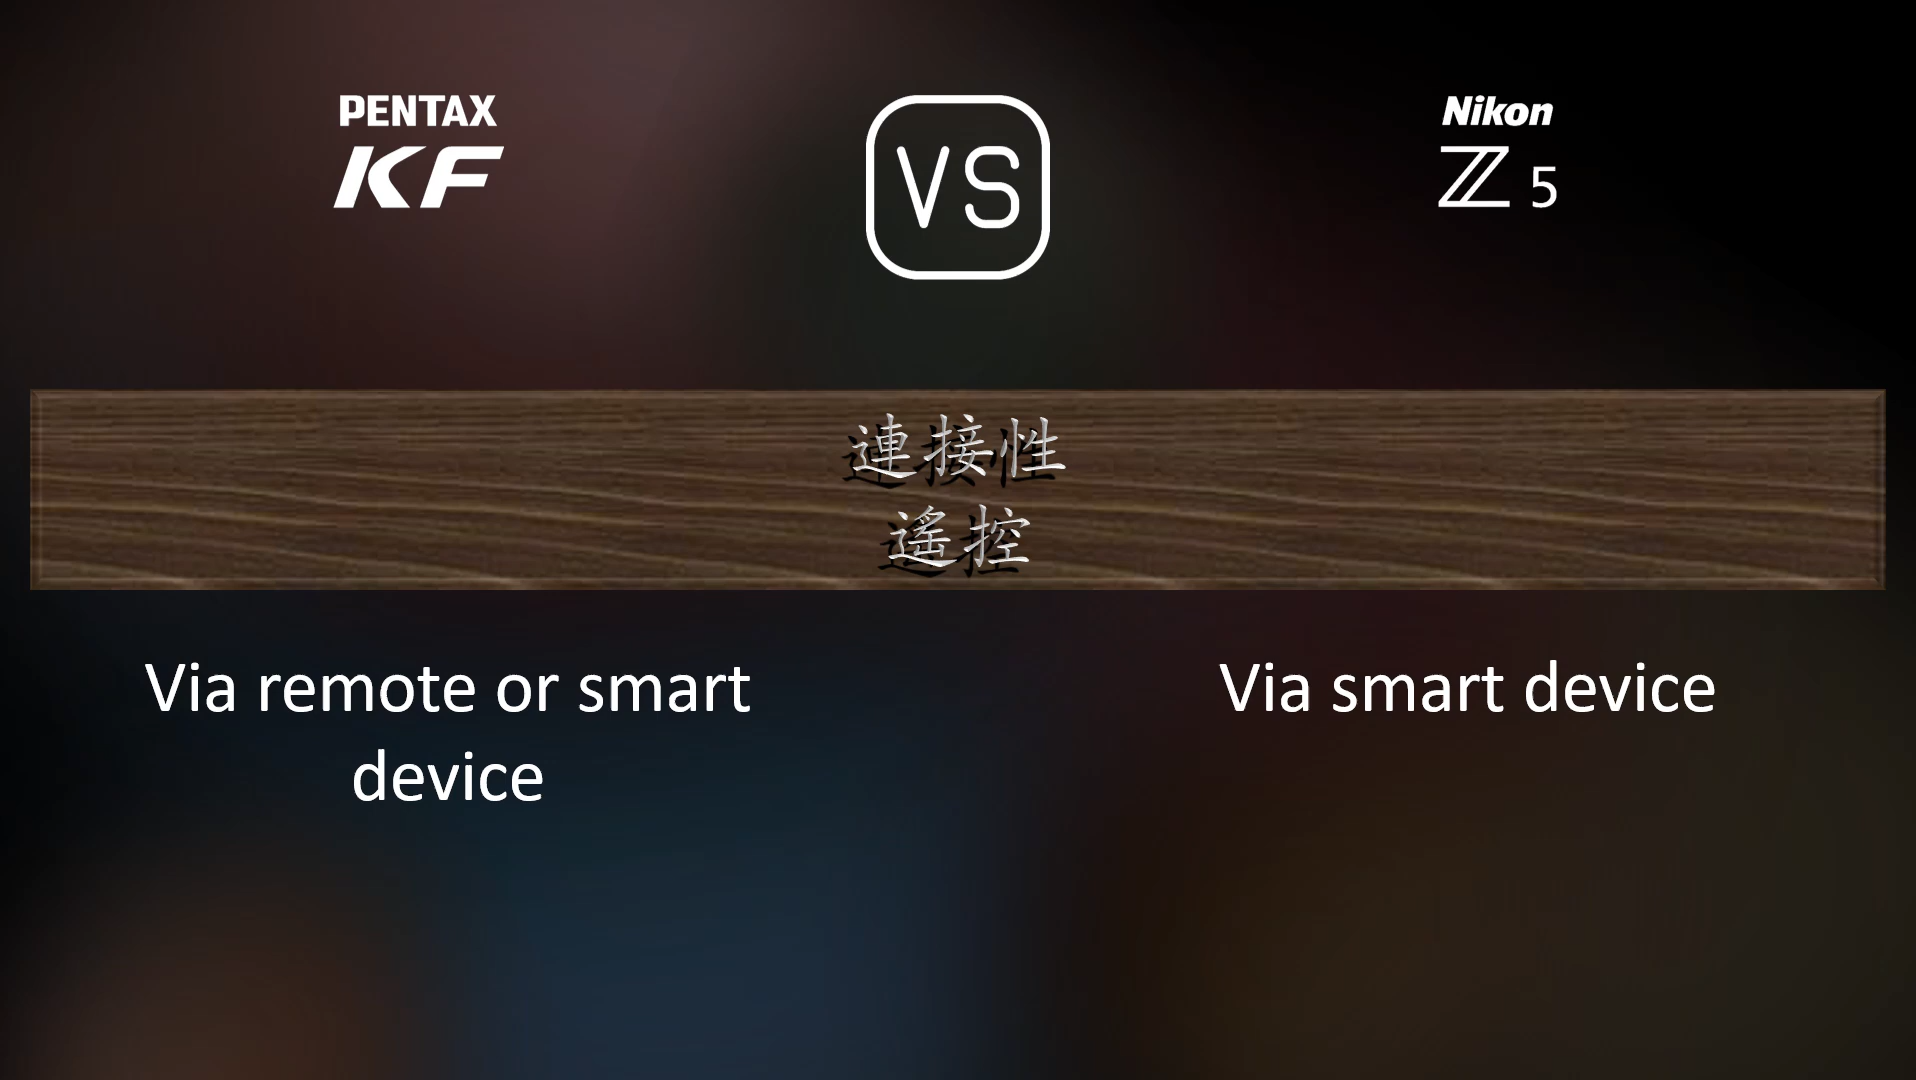 PENTAX
KF
VS
Nikon
Z 5
連接性
遙控
Via remote or smart
device
Via smart device